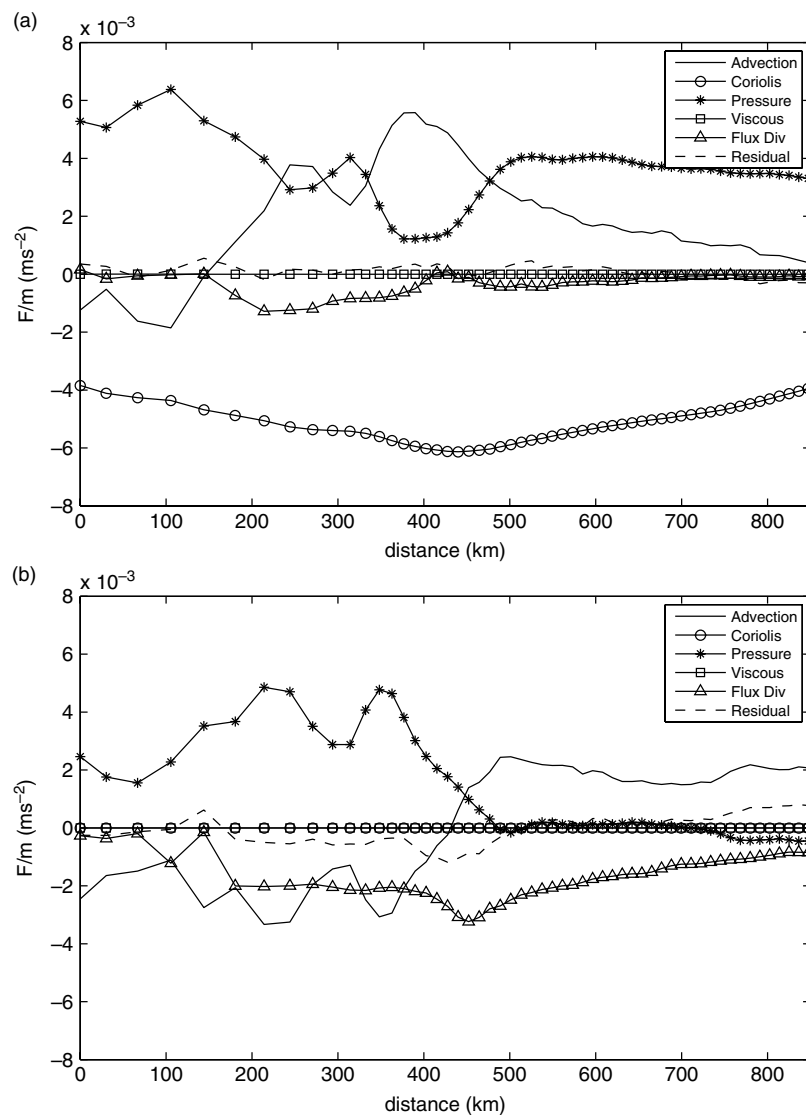 (a)
x 10⁻³
8
6
4
2
0
−2
−4
−6
−8
F/m (ms⁻²)
0 100 200 300 400 500 600 700 800
distance (km)
Advection
Coriolis
Pressure
Viscous
Flux Div
Residual
(b)
x 10⁻³
8
6
4
2
0
−2
−4
−6
−8
F/m (ms⁻²)
0 100 200 300 400 500 600 700 800
distance (km)
Advection
Coriolis
Pressure
Viscous
Flux Div
Residual